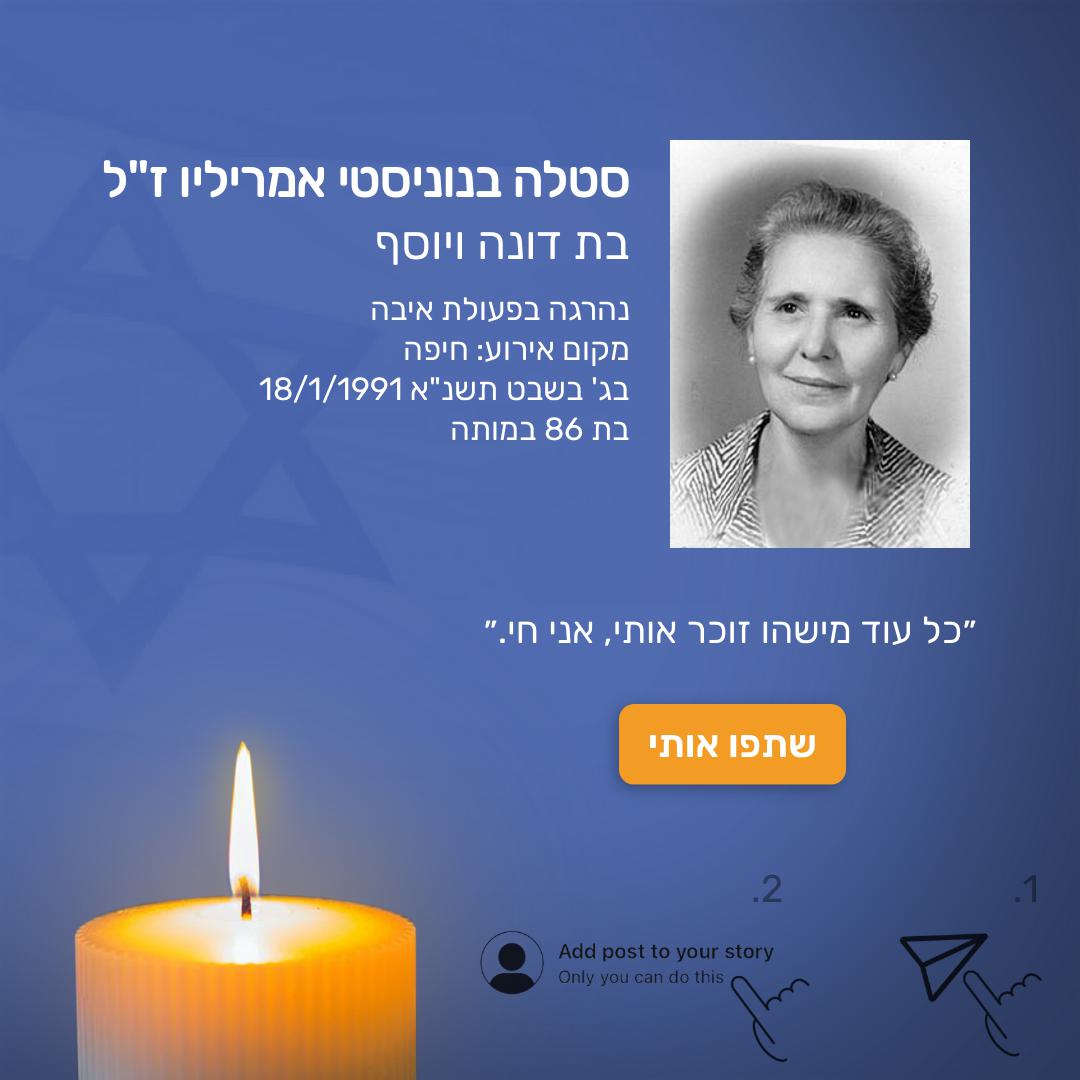 סטלה בנוניסטי אמריליו ז"ל
בת דונה ויוסף
נהרגה בפעולת איבה
מקום אירוע: חיפה
בג' בשבט תשנ"א 18/1/1991
בת 86 במותה
״כל עוד מישהו זוכר אותי, אני חי.״
שתפו אותי
1.
2.
Add post to your story
Only you can do this